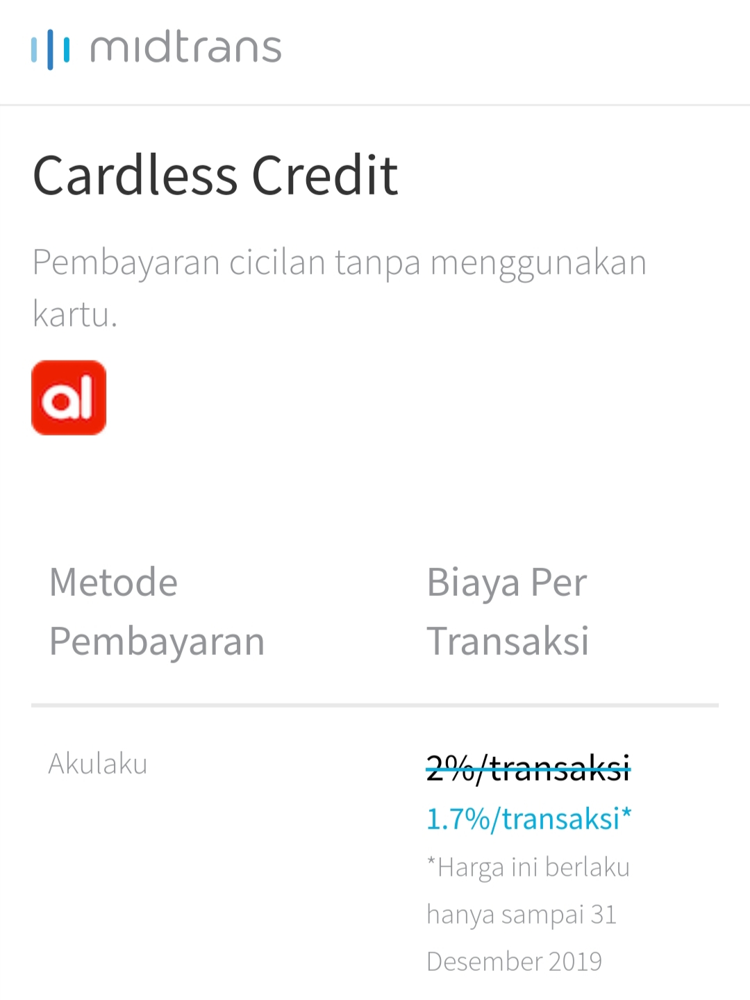 midtrans
Cardless Credit
Pembayaran cicilan tanpa menggunakan
kartu.
al
Metode
Pembayaran
Biaya Per
Transaksi
Akulaku
2%/transaksi
1.7%/transaksi*
*Harga ini berlaku
hanya sampai 31
Desember 2019